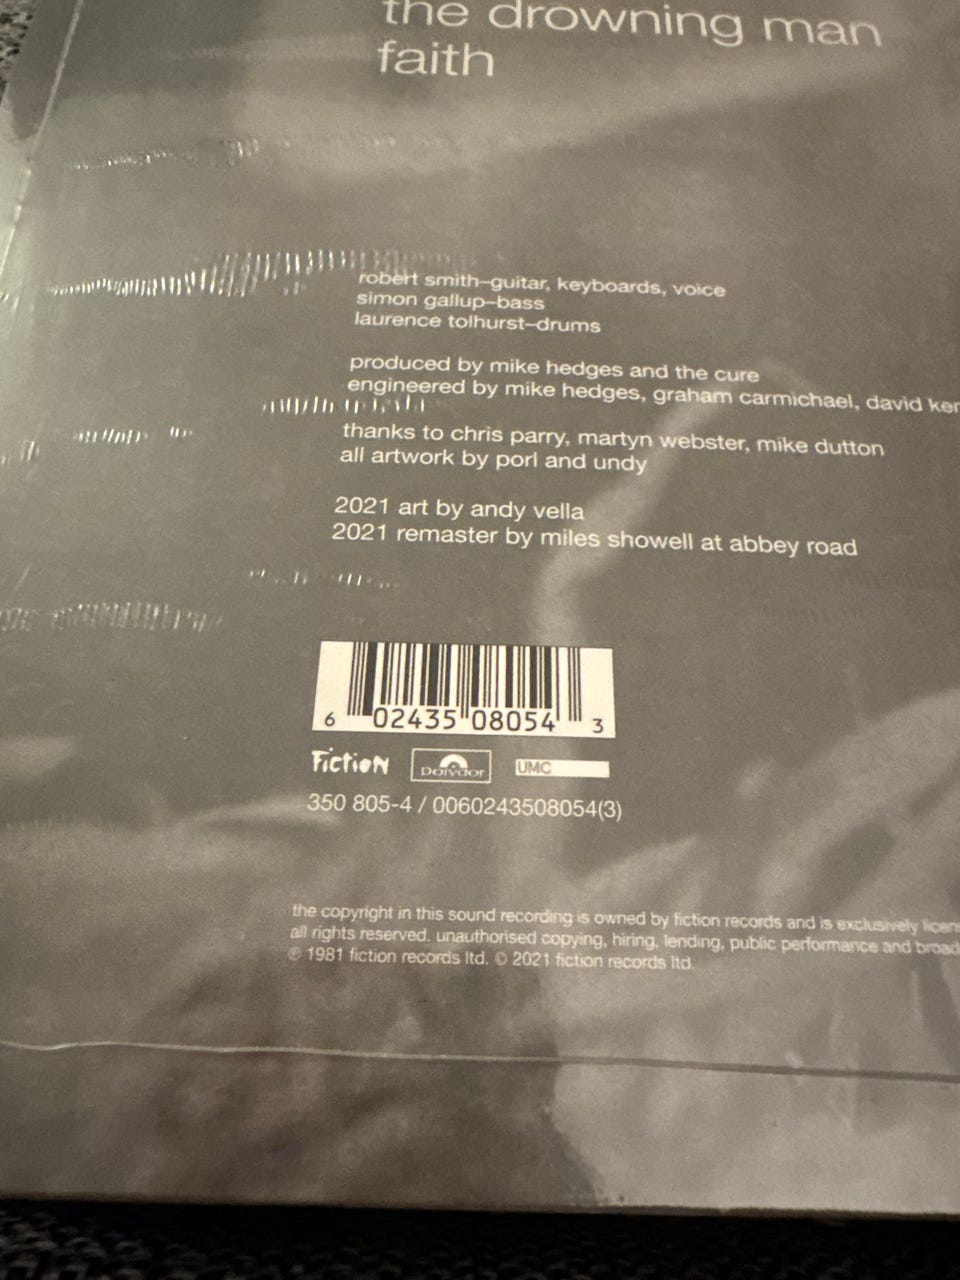 the drowning man
faith
robert smith–guitar, keyboards, voice
simon gallup–bass
laurence tolhurst–drums
produced by mike hedges and the cure
engineered by mike hedges, graham carmichael, david
thanks to chris parry, martyn webster, mike dutton
all artwork by porl and undy
2021 art by andy vella
2021 remaster by miles showell at abbey road
6 02435 08054 3
Fiction Polydor UMC
350 805-4 / 0060243508054(3)
the copyright in this sound recording is owned by fiction records and is exclusively
all rights reserved. unauthorised copying, hiring, lending, public performance and
℗ 1981 fiction records ltd. © 2021 fiction records ltd.